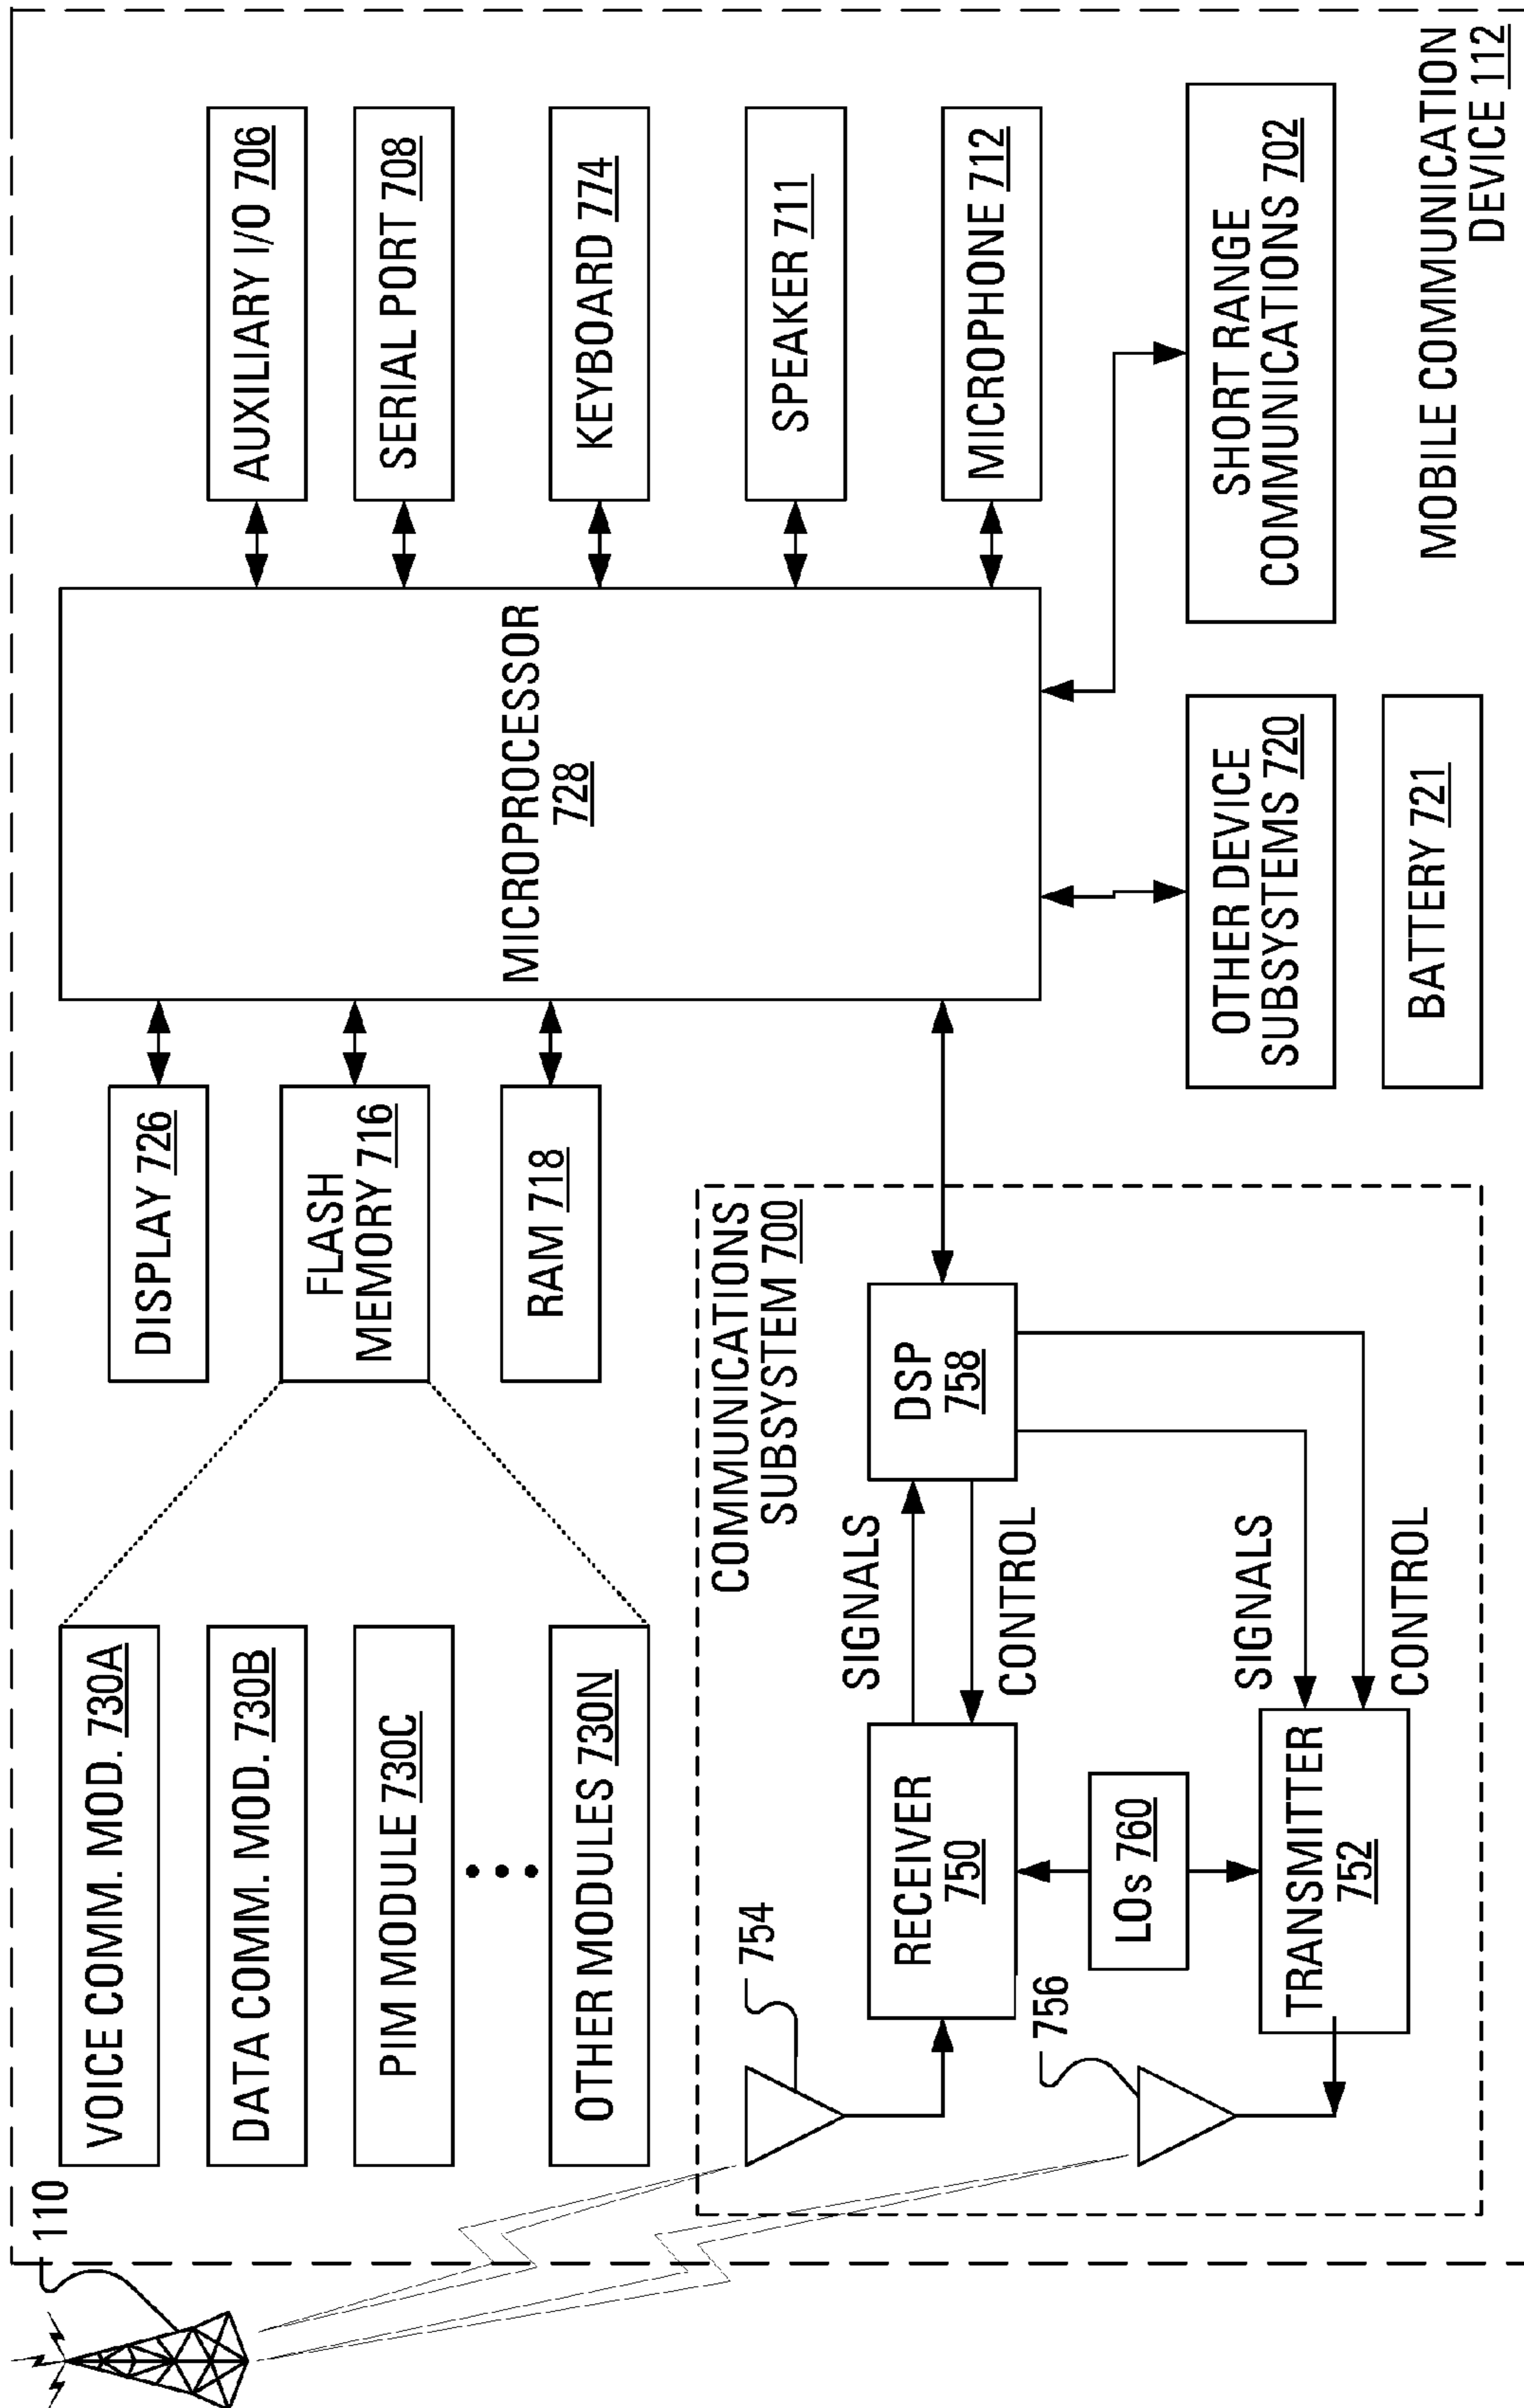 110
VOICE COMM. MOD. 730A
DATA COMM. MOD. 730B
PIM MODULE 730C
OTHER MODULES 730N
DISPLAY 726
FLASH
MEMORY 716
RAM 718
MICROPROCESSOR
728
AUXILIARY I/O 706
SERIAL PORT 708
KEYBOARD 774
SPEAKER 711
MICROPHONE 712
COMMUNICATIONS
SUBSYSTEM 700
754
RECEIVER
750
SIGNALS
CONTROL
DSP
758
756
LOs 760
TRANSMITTER
752
SIGNALS
CONTROL
OTHER DEVICE
SUBSYSTEMS 720
SHORT RANGE
COMMUNICATIONS 702
BATTERY 721
MOBILE COMMUNICATION
DEVICE 112